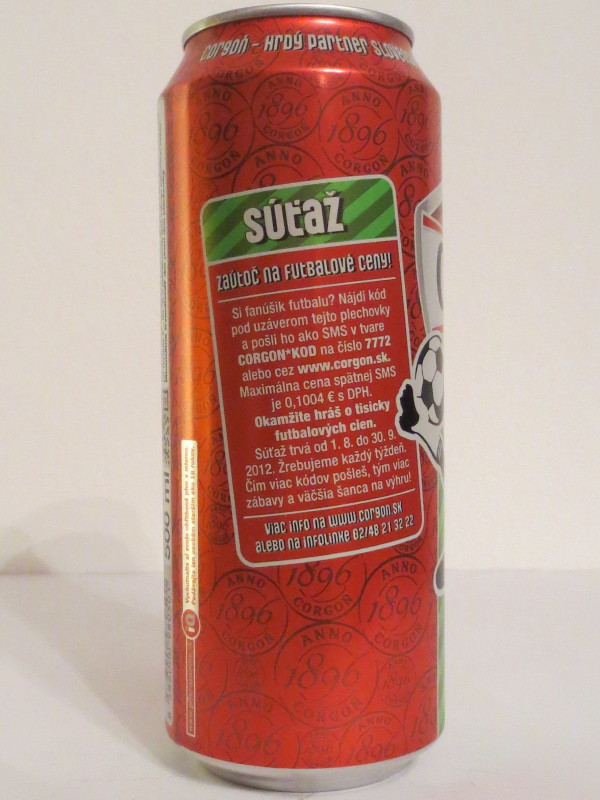 Corgoň - Hrdý partner
ANNO
1896
CORGOŇ
SÚŤAŽ
ZAÚTOČ NA FUTBALOVÉ CENY!
Si fanúšik futbalu? Nájdi kód
pod uzáverom tejto plechovky
a pošli ho ako SMS v tvare
CORGON*KOD na číslo 7772
alebo cez www.corgon.sk.
Maximálna cena spätnej SMS
je 0,1004 € s DPH.
Okamžite hráš o tisícky
futbalových cien.
Súťaž trvá od 1. 8. do 30. 9.
2012. Žrebujeme každý týždeň.
Čím viac kódov pošleš, tým viac
zábavy a väčšia šanca na výhru!
VIAC INFO NA WWW.CORGON.SK
ALEBO NA INFOLINKE 02/48 21 32 22
ANNO
1896
CORGOŇ
500 ml